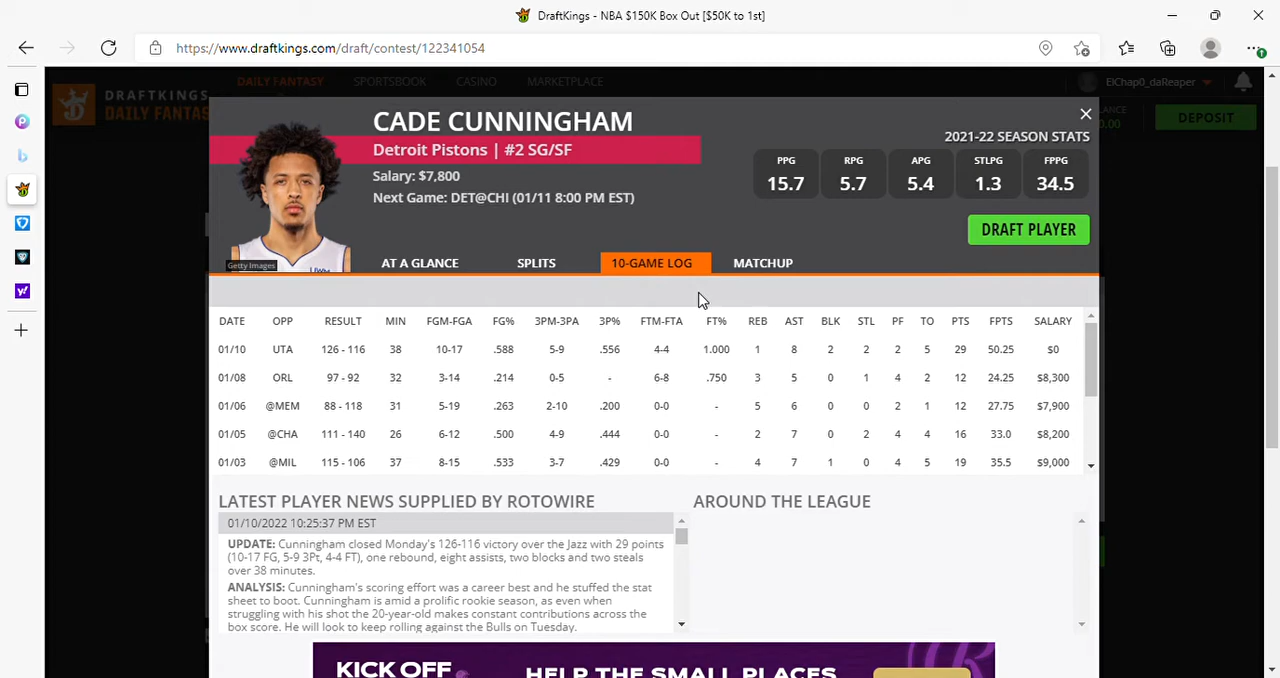 DraftKings - NBA $150K Box Out [$50K to 1st]
https://www.draftkings.com/draft/contest/122341054
DRAFTKINGS
DAILY FANTAS
DAILY FANTASY SPORTSBOOK CASINO MARKETPLACE
ElChap0_daReaper
ANCE
0.00
DEPOSIT
CADE CUNNINGHAM
Detroit Pistons | #2 SG/SF
Salary: $7,800
Next Game: DET@CHI (01/11 8:00 PM EST)
Getty Images
2021-22 SEASON STATS
PPG RPG APG STLPG FPPG
15.7 5.7 5.4 1.3 34.5
DRAFT PLAYER
AT A GLANCE SPLITS 10-GAME LOG MATCHUP
DATE OPP RESULT MIN FGM-FGA FG% 3PM-3PA 3P% FTM-FTA FT% REB AST BLK STL PF TO PTS FPTS SALARY
01/10 UTA 126 - 116 38 10-17 .588 5-9 .556 4-4 1.000 1 8 2 2 2 5 29 50.25 $0
01/08 ORL 97 - 92 32 3-14 .214 0-5 - 6-8 .750 3 5 0 1 4 2 12 24.25 $8,300
01/06 @MEM 88 - 118 31 5-19 .263 2-10 .200 0-0 - 5 6 0 0 2 1 12 27.75 $7,900
01/05 @CHA 111 - 140 26 6-12 .500 4-9 .444 0-0 - 2 7 0 2 4 4 16 33.0 $8,200
01/03 @MIL 115 - 106 37 8-15 .533 3-7 .429 0-0 - 4 7 1 0 4 5 19 35.5 $9,000
LATEST PLAYER NEWS SUPPLIED BY ROTOWIRE
01/10/2022 10:25:37 PM EST
UPDATE: Cunningham closed Monday's 126-116 victory over the Jazz with 29 points
(10-17 FG, 5-9 3Pt, 4-4 FT), one rebound, eight assists, two blocks and two steals
over 38 minutes.
ANALYSIS: Cunningham's scoring effort was a career best and he stuffed the stat
sheet to boot. Cunningham is amid a prolific rookie season, as even when
struggling with his shot the 20-year-old makes constant contributions across the
box score. He will look to keep rolling against the Bulls on Tuesday.
AROUND THE LEAGUE
KICK OFF
HELP THE SMALL PLACES